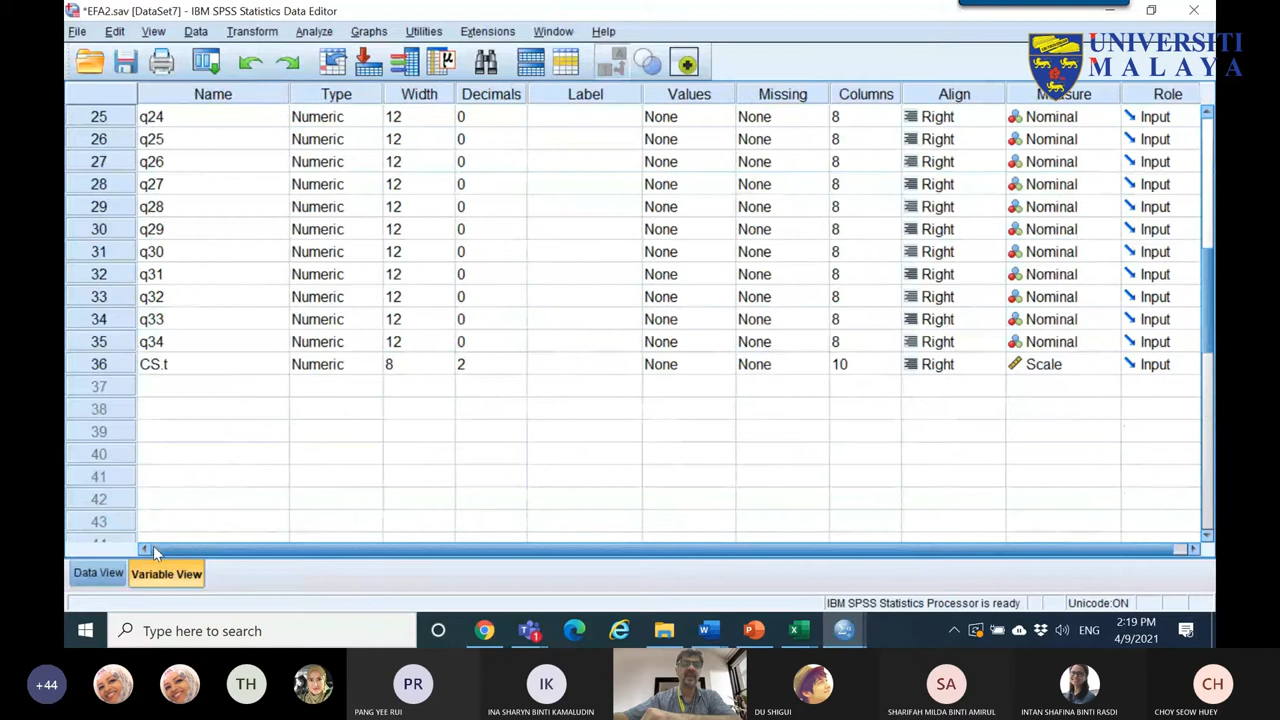 *EFA2.sav [DataSet7] - IBM SPSS Statistics Data Editor
File Edit View Data Transform Analyze Graphs Utilities Extensions Window Help
UNIVERSITI
MALAYA
Name Type Width Decimals Label Values Missing Columns Align Measure Role
25 q24 Numeric 12 0 None None 8 Right Nominal Input
26 q25 Numeric 12 0 None None 8 Right Nominal Input
27 q26 Numeric 12 0 None None 8 Right Nominal Input
28 q27 Numeric 12 0 None None 8 Right Nominal Input
29 q28 Numeric 12 0 None None 8 Right Nominal Input
30 q29 Numeric 12 0 None None 8 Right Nominal Input
31 q30 Numeric 12 0 None None 8 Right Nominal Input
32 q31 Numeric 12 0 None None 8 Right Nominal Input
33 q32 Numeric 12 0 None None 8 Right Nominal Input
34 q33 Numeric 12 0 None None 8 Right Nominal Input
35 q34 Numeric 12 0 None None 8 Right Nominal Input
36 CS.t Numeric 8 2 None None 10 Right Scale Input
37
38
39
40
41
42
43
Data View Variable View
IBM SPSS Statistics Processor is ready Unicode:ON
Type here to search
ENG
2:19 PM
4/9/2021
+44 TH PR IK SA CH
PANG YEE RUI INA SHARYN BINTI KAMALUDIN DU SHIGUI SHARIFAH MILDA BINTI AMIRUL INTAN SHAFINA BINTI RASDI CHOY SEOW HUEY